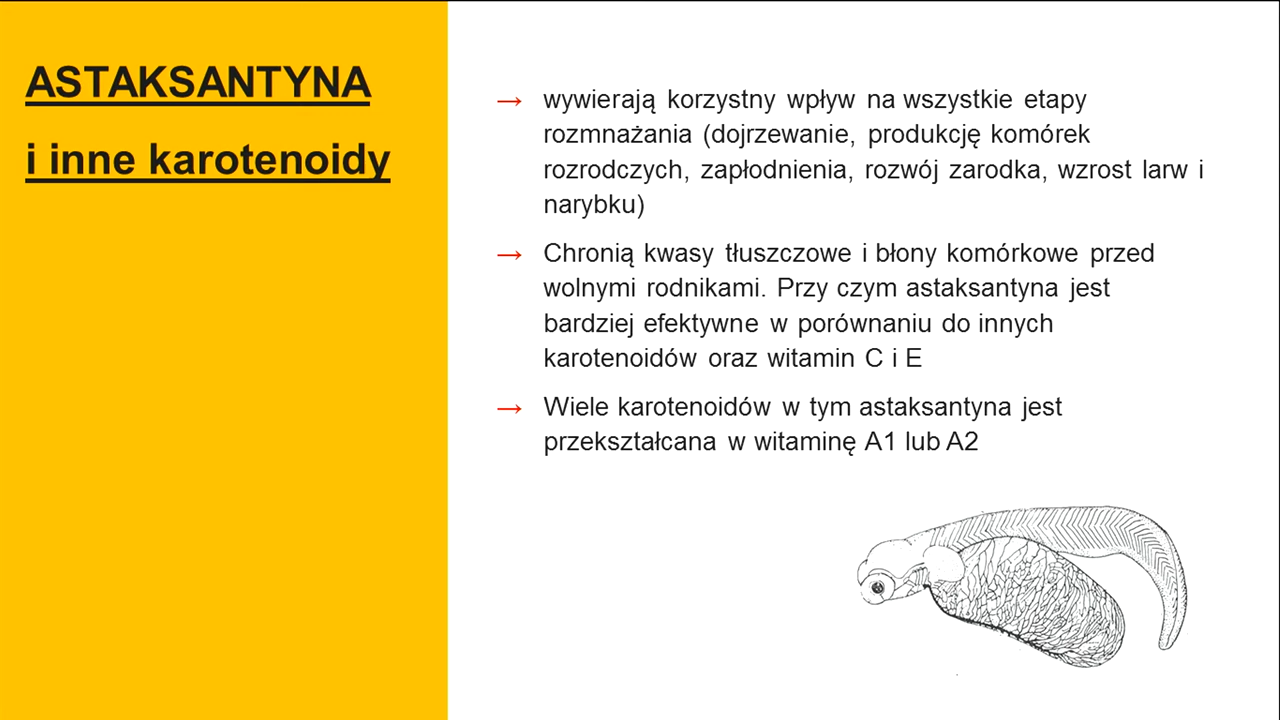 ASTAKSANTYNA
i inne karotenoidy
→ wywierają korzystny wpływ na wszystkie etapy
rozmnażania (dojrzewanie, produkcję komórek
rozrodczych, zapłodnienia, rozwój zarodka, wzrost larw i
narybku)
→ Chronią kwasy tłuszczowe i błony komórkowe przed
wolnymi rodnikami. Przy czym astaksantyna jest
bardziej efektywne w porównaniu do innych
karotenoidów oraz witamin C i E
→ Wiele karotenoidów w tym astaksantyna jest
przekształcana w witaminę A1 lub A2